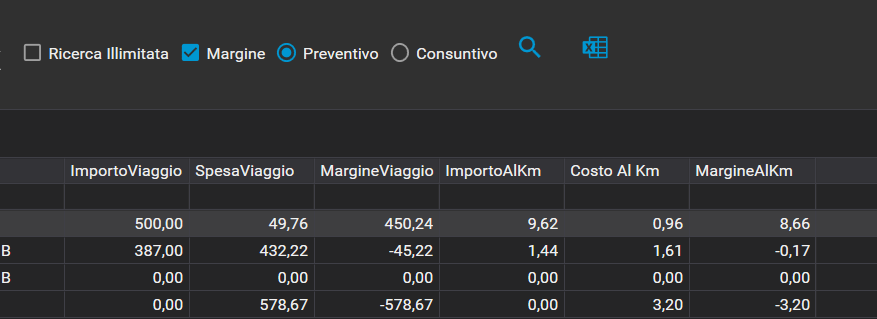 Ricerca Illimitata Margine Preventivo Consuntivo
ImportoViaggio SpesaViaggio MargineViaggio ImportoAlKm Costo Al Km MargineAlKm
500,00 49,76 450,24 9,62 0,96 8,66
B 387,00 432,22 -45,22 1,44 1,61 -0,17
B 0,00 0,00 0,00 0,00 0,00 0,00
0,00 578,67 -578,67 0,00 3,20 -3,20